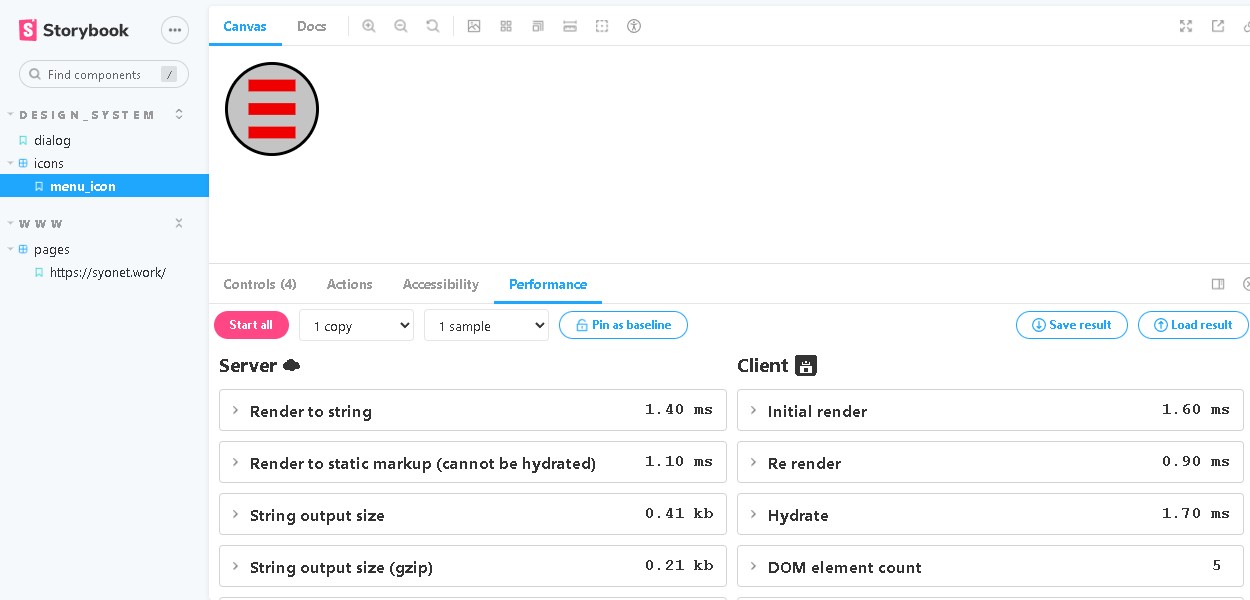 Storybook
Find components /
DESIGN_SYSTEM
dialog
icons
menu_icon
WWW
pages
https://syonet.work/
Canvas Docs
Controls (4) Actions Accessibility Performance
Start all 1 copy 1 sample Pin as baseline Save result Load result
Server
Render to string 1.40 ms
Render to static markup (cannot be hydrated) 1.10 ms
String output size 0.41 kb
String output size (gzip) 0.21 kb
Client
Initial render 1.60 ms
Re render 0.90 ms
Hydrate 1.70 ms
DOM element count 5